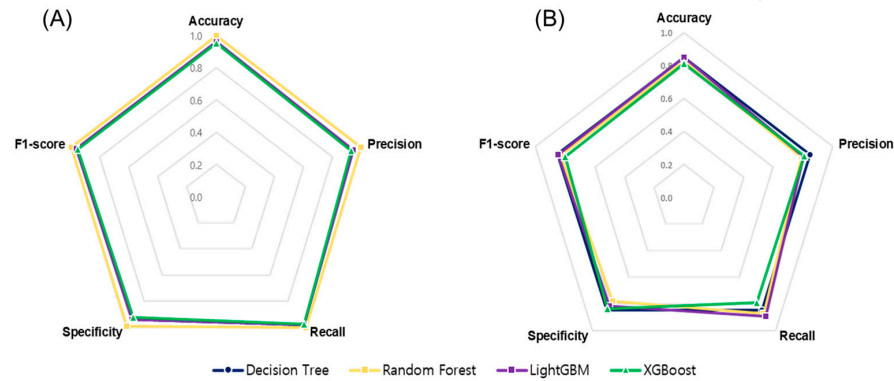 (A)
Accuracy
1.0
0.8
0.6
0.4
0.2
0.0
F1-score
Precision
Specificity
Recall
(B)
Accuracy
1.0
0.8
0.6
0.4
0.2
0.0
F1-score
Precision
Specificity
Recall
Decision Tree Random Forest LightGBM XGBoost